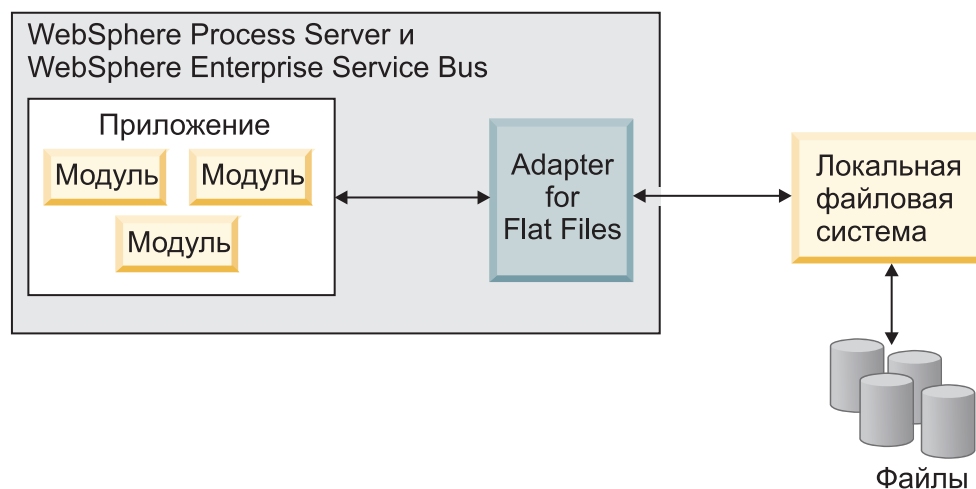 WebSphere Process Server и
WebSphere Enterprise Service Bus
Приложение
Модуль
Модуль
Модуль
Adapter
for
Flat Files
Локальная
файловая
система
Файлы